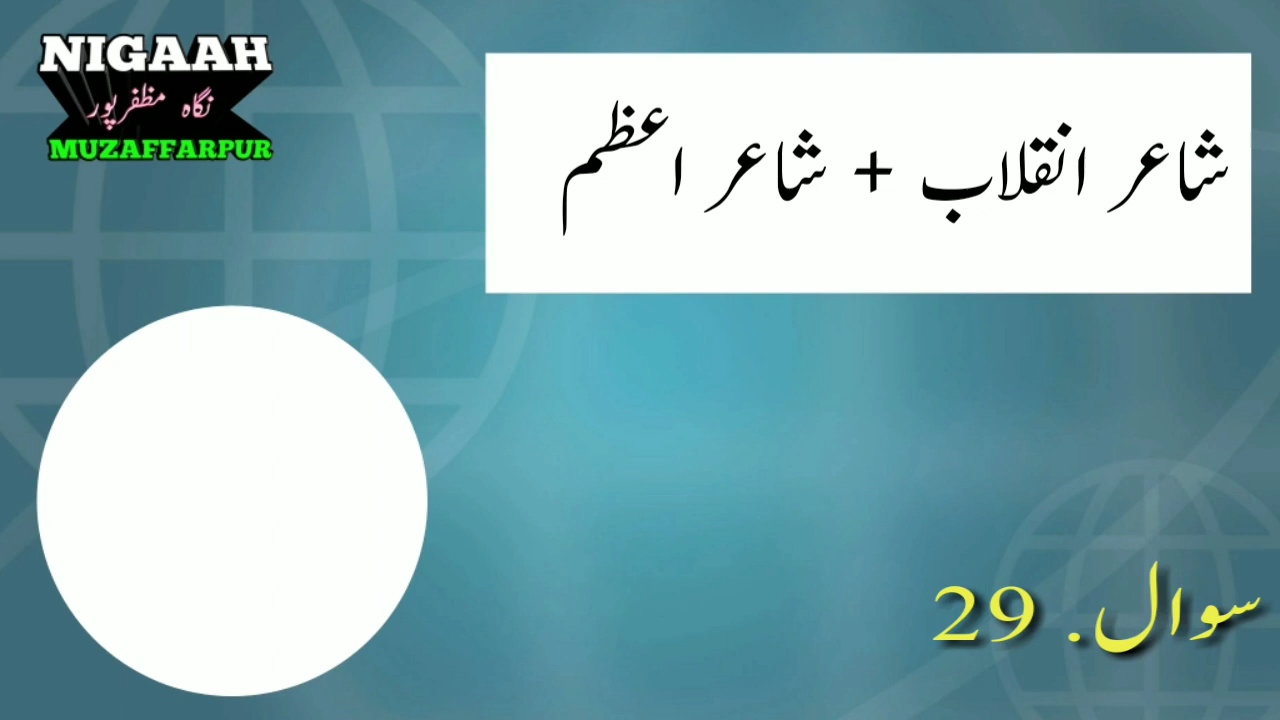 NIGAAH
نگاہ مظفرپور
MUZAFFARPUR
شاعر انقلاب + شاعر اعظم
سوال. 29